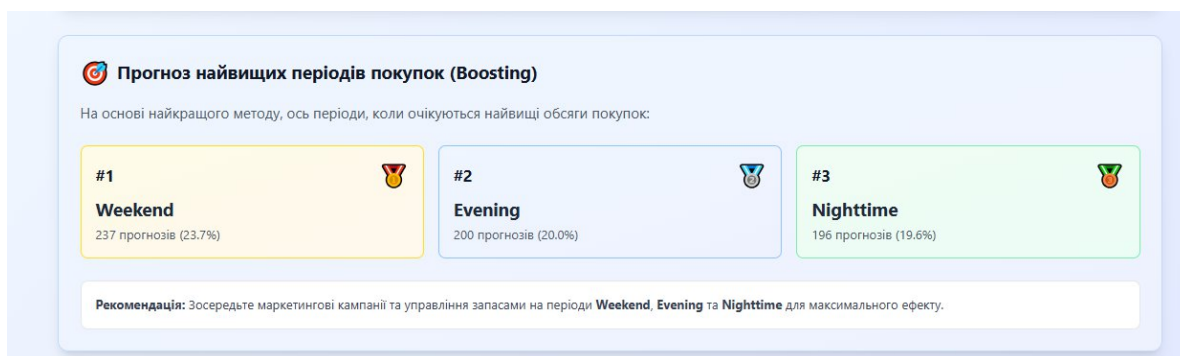 Прогноз найвищих періодів покупок (Boosting)
На основі найкращого методу, ось періоди, коли очікуються найвищі обсяги покупок:
#1
Weekend
237 прогнозів (23.7%)
#2
Evening
200 прогнозів (20.0%)
#3
Nighttime
196 прогнозів (19.6%)
Рекомендація: Зосередьте маркетингові кампанії та управління запасами на періоди Weekend, Evening та Nighttime для максимального ефекту.